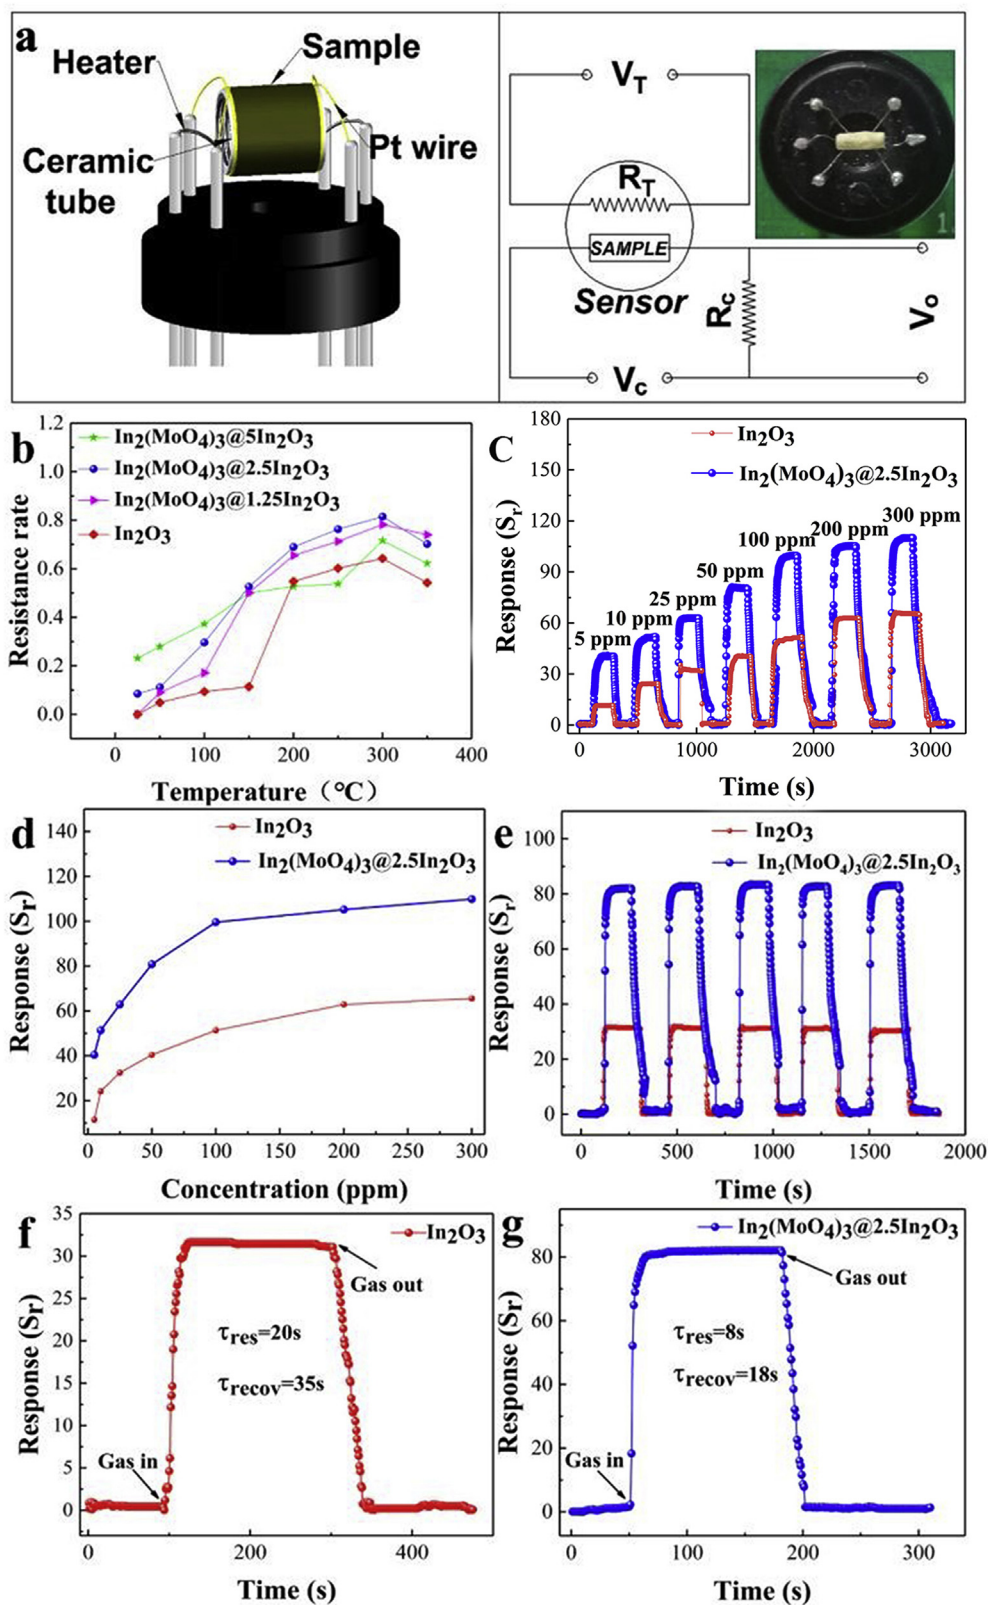 a
Heater
Sample
Ceramic
tube
Pt wire
V_T
R_T
SAMPLE
Sensor
R_c
V_o
V_c
1
b
In2(MoO4)3@5In2O3
In2(MoO4)3@2.5In2O3
In2(MoO4)3@1.25In2O3
In2O3
Resistance rate
1.2
1.0
0.8
0.6
0.4
0.2
0.0
0 100 200 300 400
Temperature (℃)
C
In2O3
In2(MoO4)3@2.5In2O3
Response (Sr)
180
150
120
90
60
30
0
5 ppm
10 ppm
25 ppm
50 ppm
100 ppm
200 ppm
300 ppm
0 1000 2000 3000
Time (s)
d
In2O3
In2(MoO4)3@2.5In2O3
Response (Sr)
140
120
100
80
60
40
20
0 50 100 150 200 250 300
Concentration (ppm)
e
In2O3
In2(MoO4)3@2.5In2O3
Response (Sr)
100
80
60
40
20
0
0 500 1000 1500 2000
Time (s)
f
In2O3
Response (Sr)
35
30
25
20
15
10
5
0
Gas out
τres=20s
τrecov=35s
Gas in
0 200 400
Time (s)
g
In2(MoO4)3@2.5In2O3
Response (Sr)
80
60
40
20
0
Gas out
τres=8s
τrecov=18s
Gas in
0 100 200 300
Time (s)